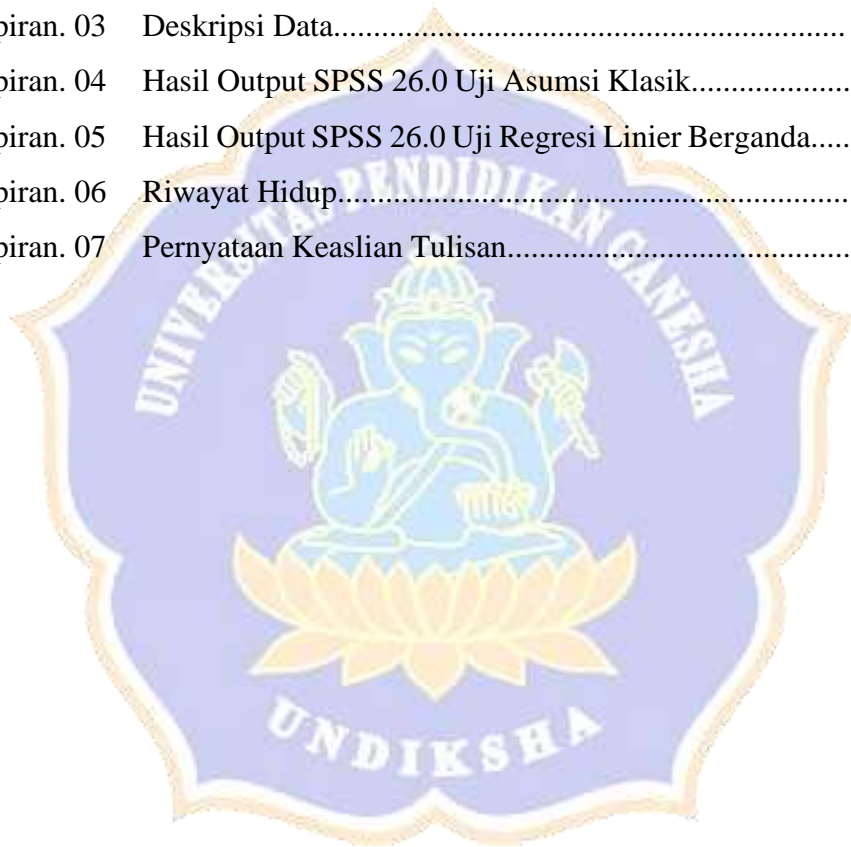 piran. 03 Deskripsi Data.................................................................
piran. 04 Hasil Output SPSS 26.0 Uji Asumsi Klasik....................
piran. 05 Hasil Output SPSS 26.0 Uji Regresi Linier Berganda.....
piran. 06 Riwayat Hidup.................................................................
piran. 07 Pernyataan Keaslian Tulisan...........................................
UNIVERSITAS PENDIDIKAN GANESHA
UNDIKSHA